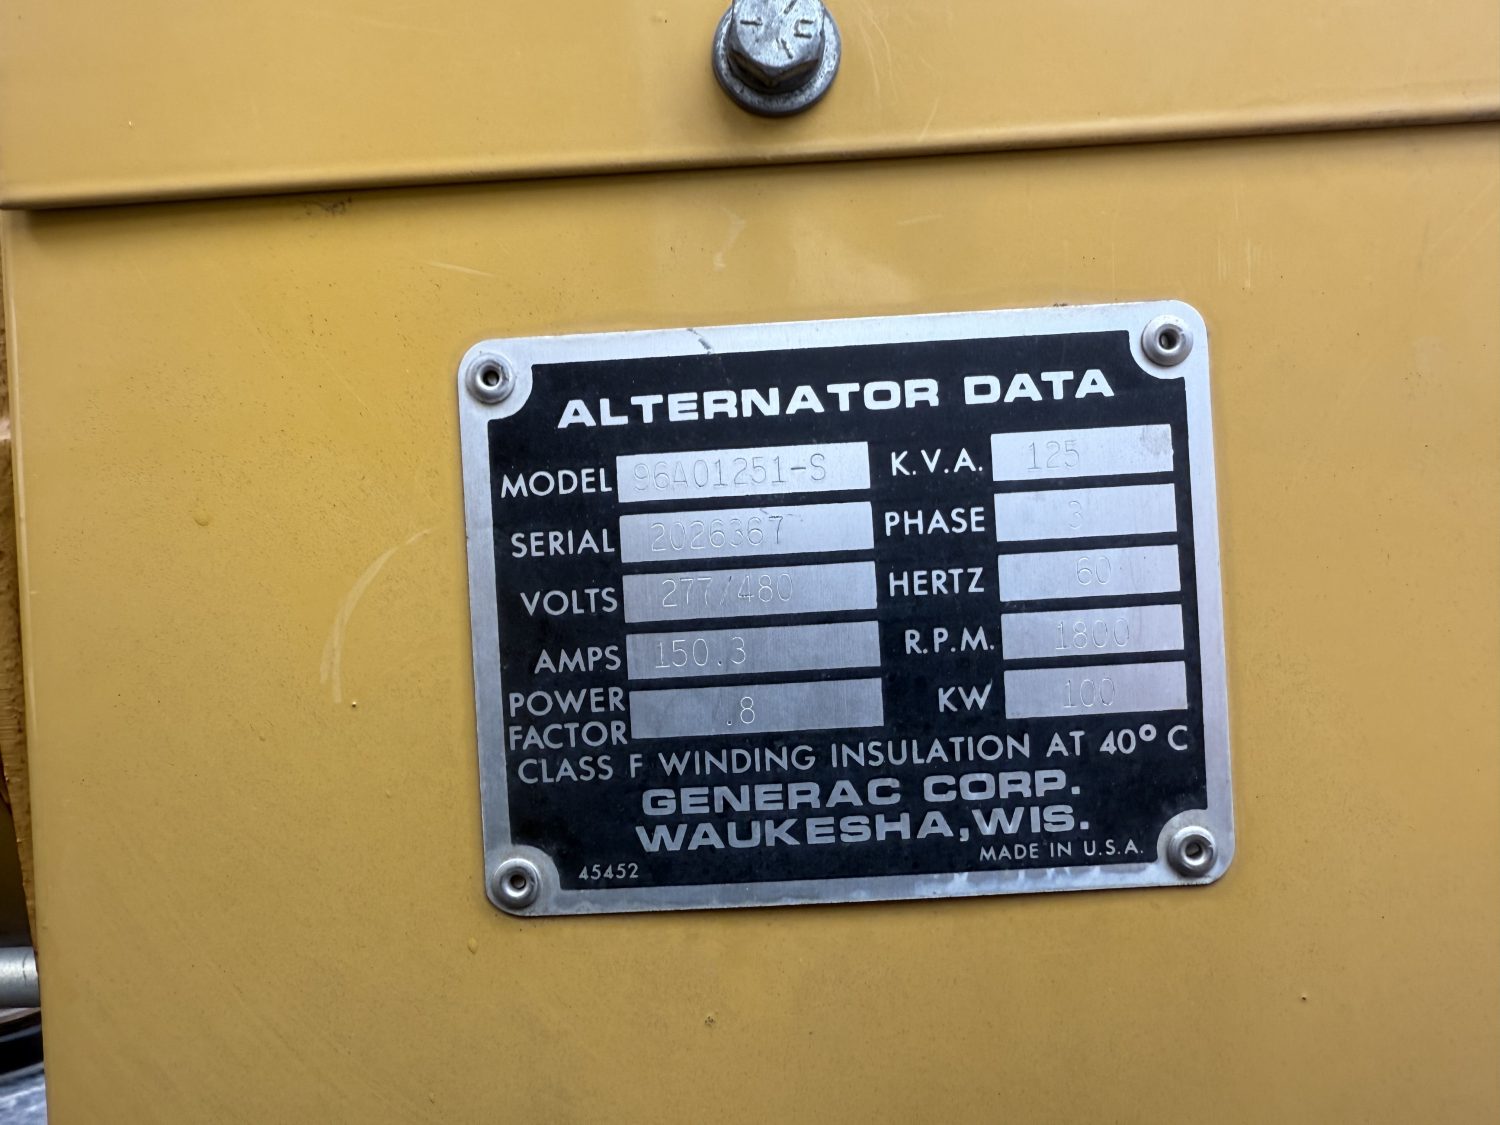 ALTERNATOR DATA
MODEL 96A01251-S K.V.A. 125
SERIAL 2026367 PHASE 3
VOLTS 277/480 HERTZ 60
AMPS 150.3 R.P.M. 1800
POWER FACTOR .8 KW 100
CLASS F WINDING INSULATION AT 40° C
GENERAC CORP.
WAUKESHA, WIS.
MADE IN U.S.A.
45452